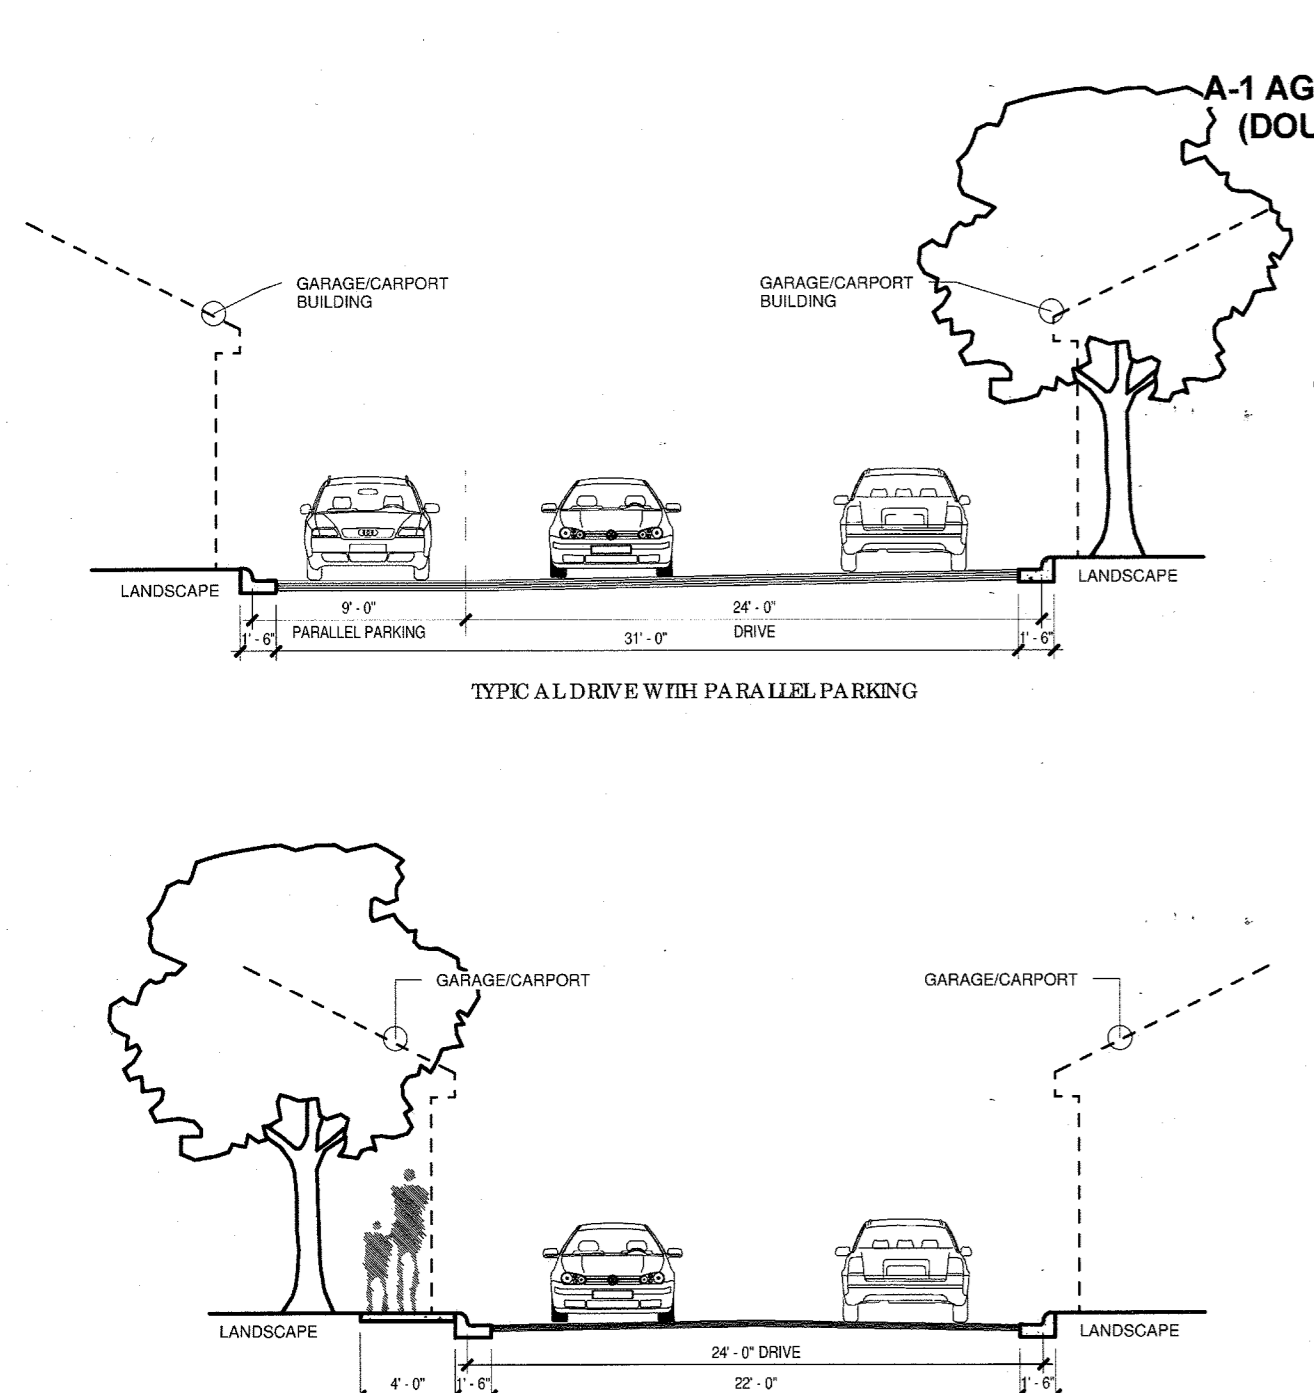 A-1 AG
(DOU
GARAGE/CARPORT
BUILDING
GARAGE/CARPORT
BUILDING
LANDSCAPE
LANDSCAPE
9' - 0"
24' - 0"
PARALLEL PARKING
DRIVE
1' - 6"
31' - 0"
1' - 6"
TYPICAL DRIVE WITH PARALLEL PARKING
GARAGE/CARPORT
GARAGE/CARPORT
LANDSCAPE
LANDSCAPE
24' - 0" DRIVE
4' - 0"
1' - 6"
22' - 0"
1' - 6"